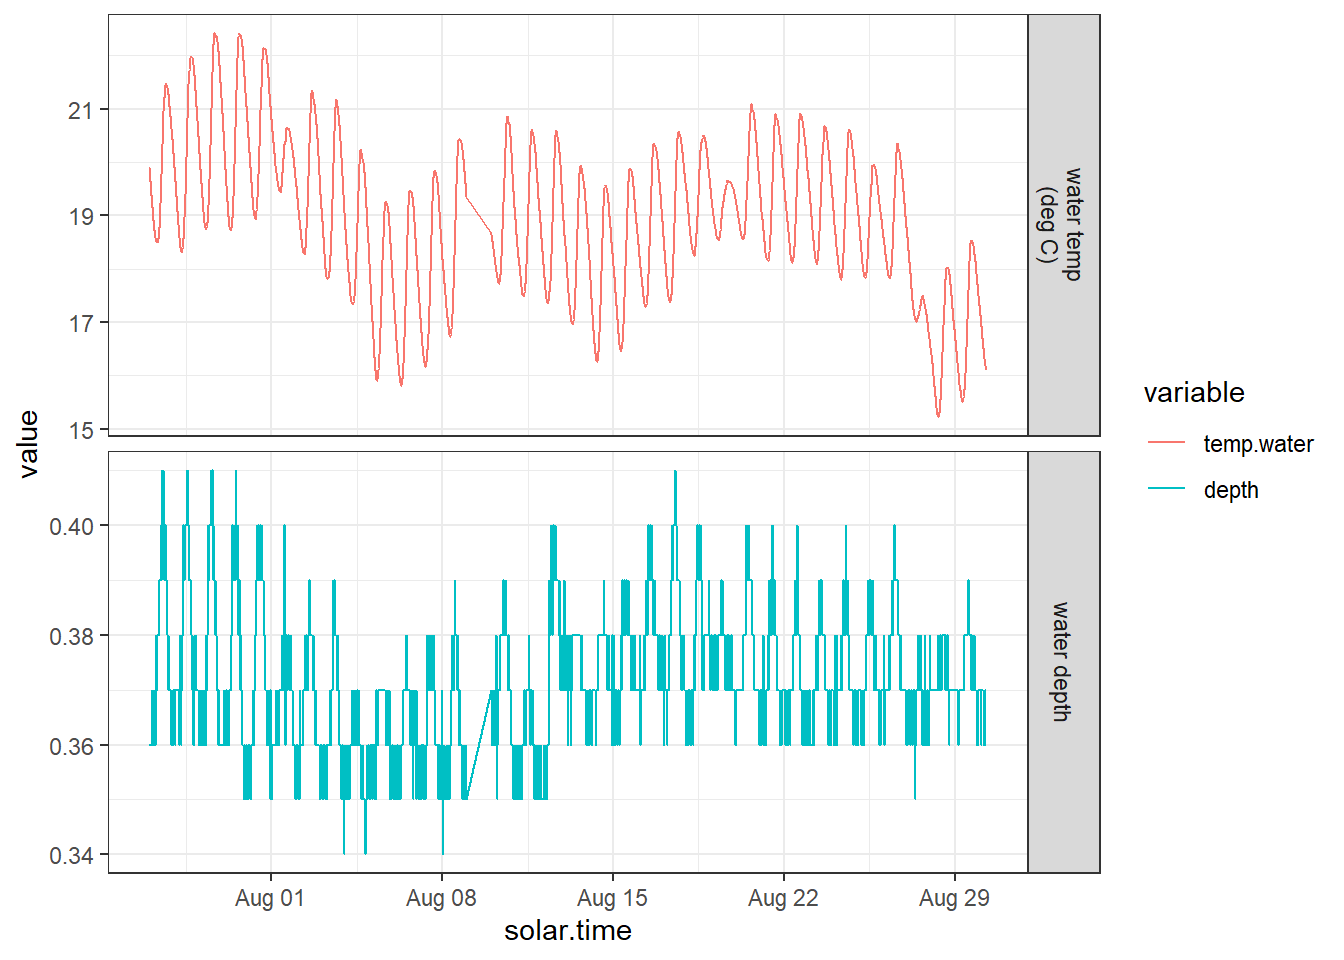 21
19
17
15
water temp
(deg C)
value
0.40
0.38
0.36
0.34
water depth
Aug 01
Aug 08
Aug 15
Aug 22
Aug 29
solar.time
variable
temp.water
depth